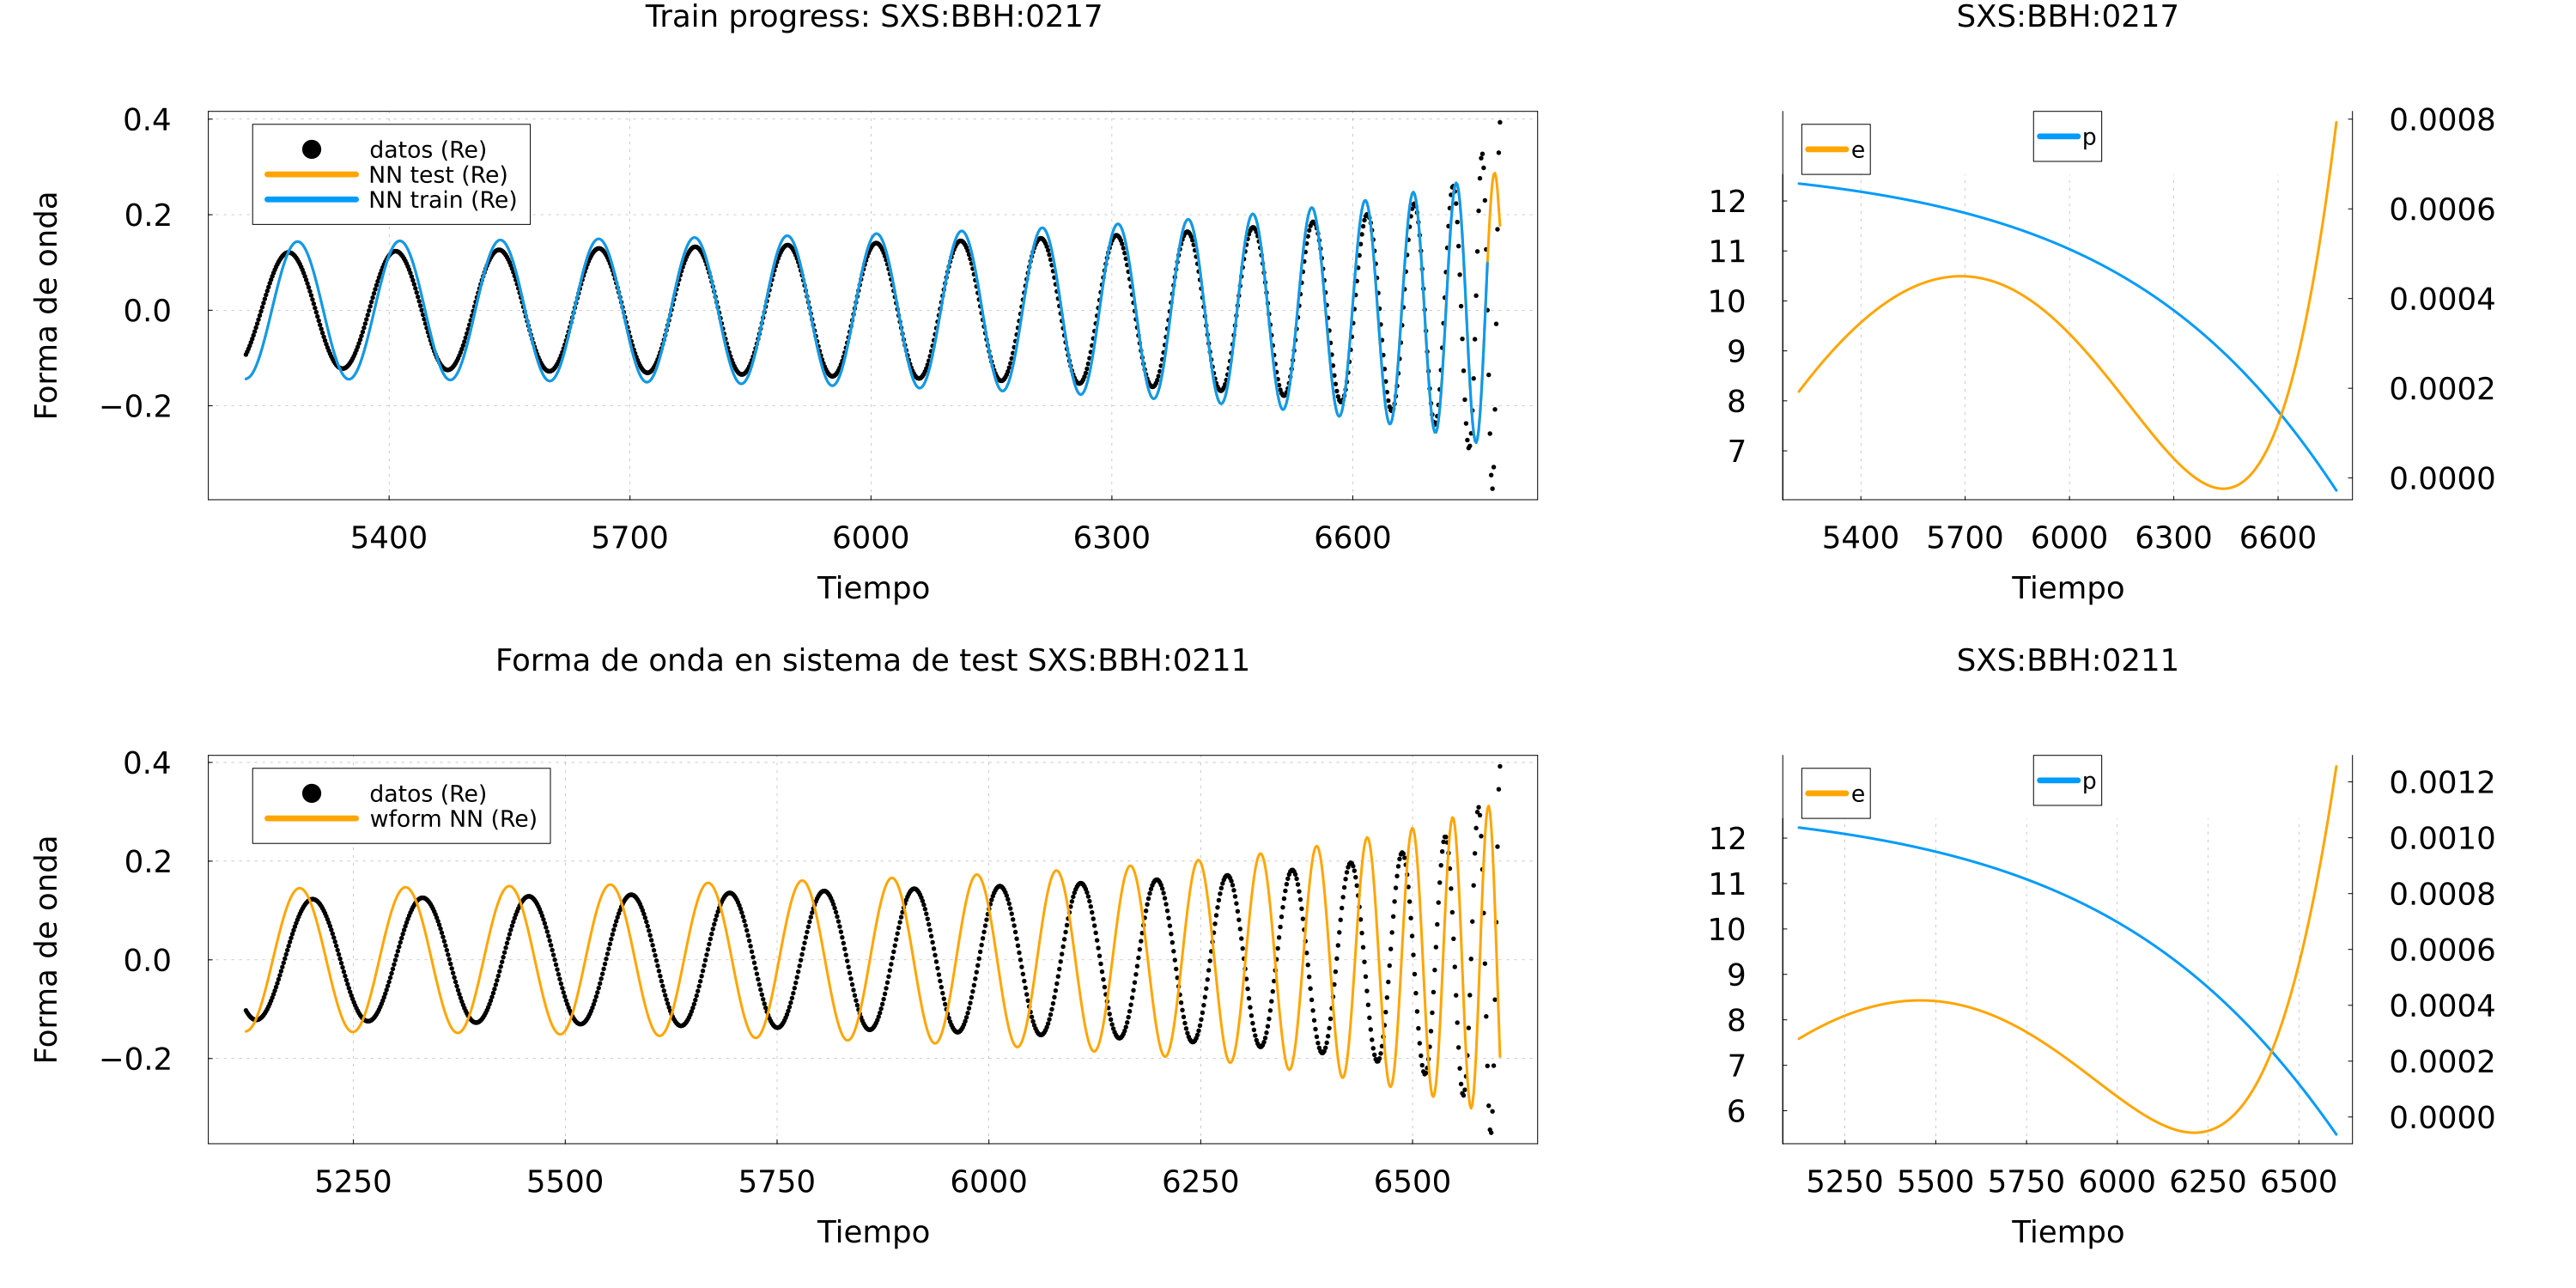 Train progress: SXS:BBH:0217
Forma de onda
0.4
0.2
0.0
−0.2
datos (Re)
NN test (Re)
NN train (Re)
5400 5700 6000 6300 6600
Tiempo
SXS:BBH:0217
12
11
10
9
8
7
e
p
0.0008
0.0006
0.0004
0.0002
0.0000
5400 5700 6000 6300 6600
Tiempo
Forma de onda en sistema de test SXS:BBH:0211
Forma de onda
0.4
0.2
0.0
−0.2
datos (Re)
wform NN (Re)
5250 5500 5750 6000 6250 6500
Tiempo
SXS:BBH:0211
12
11
10
9
8
7
6
e
p
0.0012
0.0010
0.0008
0.0006
0.0004
0.0002
0.0000
5250 5500 5750 6000 6250 6500
Tiempo